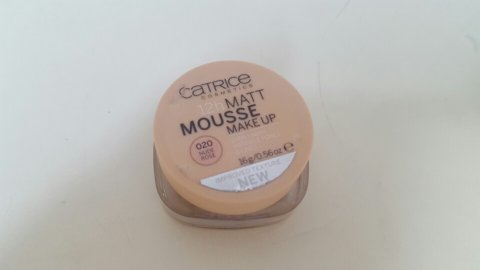 CATRICE
COSMETICS
12h MATT
MOUSSE
MAKE UP
020
NUDE
ROSE
16g/0.56oz ℮
IMPROVED TEXTURE
NEW